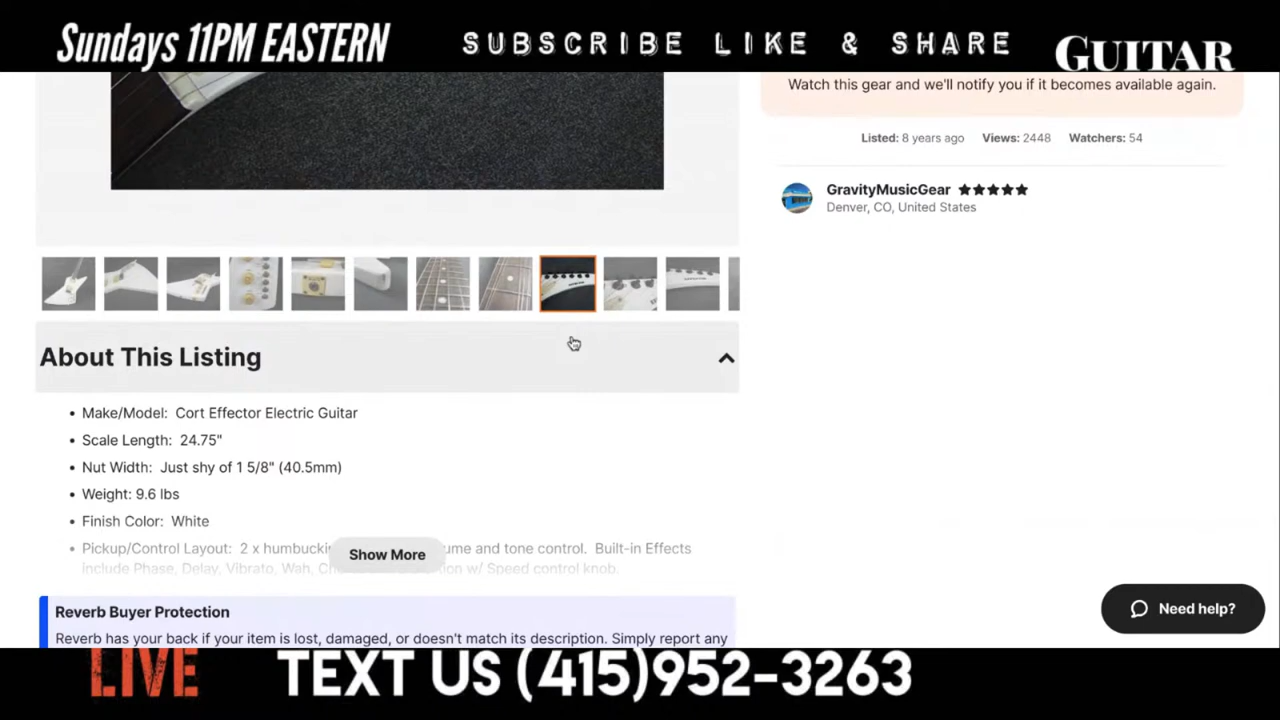 Sundays 11PM EASTERN
SUBSCRIBE LIKE & SHARE
GUITAR
Watch this gear and we'll notify you if it becomes available again.
Listed: 8 years ago Views: 2448 Watchers: 54
GravityMusicGear ★★★★★
Denver, CO, United States
About This Listing
• Make/Model: Cort Effector Electric Guitar
• Scale Length: 24.75"
• Nut Width: Just shy of 1 5/8" (40.5mm)
• Weight: 9.6 lbs
• Finish Color: White
• Pickup/Control Layout: 2 x ume and tone control. Built-in Effects
include Phase, Delay, Vibrato, Wah, w/ Speed control knob.
Show More
Reverb Buyer Protection
Reverb has your back if your item is lost, damaged, or doesn't match its description. Simply report any
Need help?
LIVE
TEXT US (415)952-3263